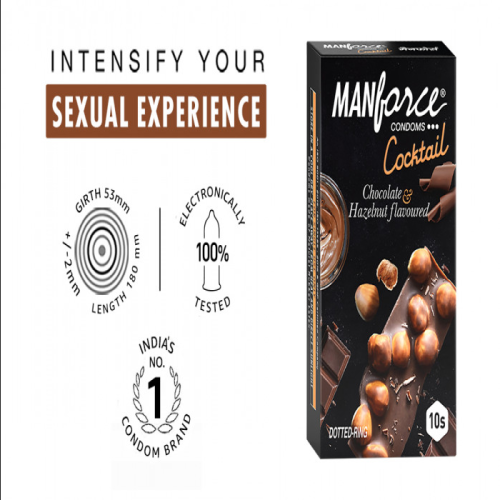 INTENSIFY YOUR
SEXUAL EXPERIENCE
GIRTH 53mm
+/-2mm
LENGTH 180 mm
ELECTRONICALLY
100%
TESTED
INDIA'S
NO.
1
CONDOM BRAND
MANforce
MANforce®
CONDOMS
Cocktail
Chocolate &
Hazelnut flavoured
DOTTED-RING
10s